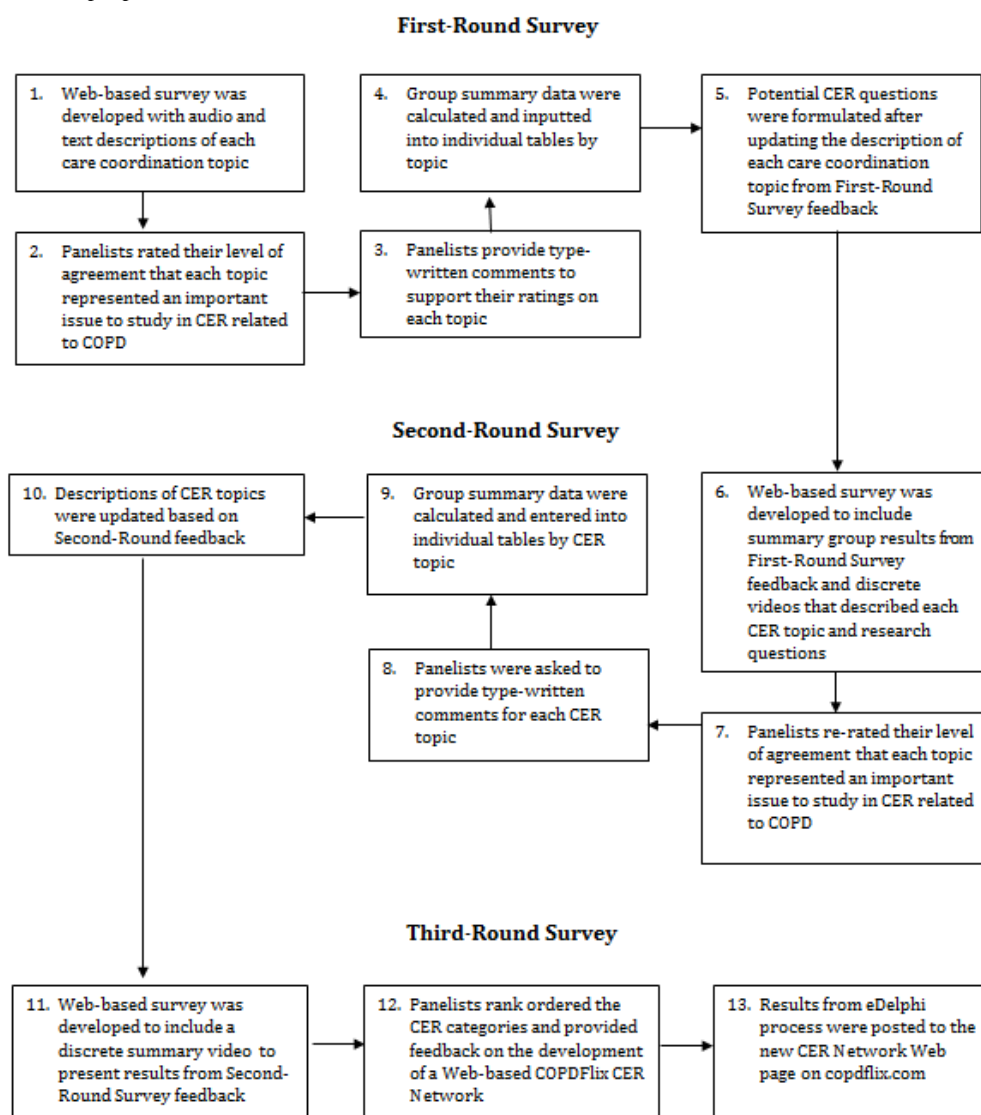 First-Round Survey
1. Web-based survey was
developed with audio and
text descriptions of each
care coordination topic
2. Panelists rated their level of
agreement that each topic
represented an important
issue to study in CER related
to COPD
3. Panelists provide type-
written comments to
support their ratings on
each topic
4. Group summary data were
calculated and inputted
into individual tables by
topic
5. Potential CER questions
were formulated after
updating the description of
each care coordination
topic from First-Round
Survey feedback
Second-Round Survey
6. Web-based survey was
developed to include
summary group results from
First-Round Survey
feedback and discrete
videos that described each
CER topic and research
questions
7. Panelists re-rated their level
of agreement that each topic
represented an important
issue to study in CER related
to COPD
8. Panelists were asked to
provide type-written
comments for each CER
topic
9. Group summary data were
calculated and entered into
individual tables by CER
topic
10. Descriptions of CER topics
were updated based on
Second-Round feedback
Third-Round Survey
11. Web-based survey was
developed to include a
discrete summary video to
present results from Second-
Round Survey feedback
12. Panelists rank ordered the
CER categories and provided
feedback on the development
of a Web-based COPDFlix CER
Network
13. Results from eDelphi
process were posted to the
new CER Network Web
page on copdflix.com